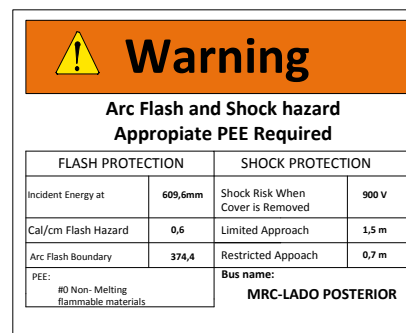 Warning
Arc Flash and Shock hazard
Appropiate PEE Required
FLASH PROTECTION
SHOCK PROTECTION
Incident Energy at
609,6mm
Shock Risk When
Cover is Removed
900 V
Cal/cm Flash Hazard
0,6
Limited Approach
1,5 m
Arc Flash Boundary
374,4
Restricted Appoach
0,7 m
PEE:
#0 Non- Melting
flammable materials
Bus name:
MRC-LADO POSTERIOR